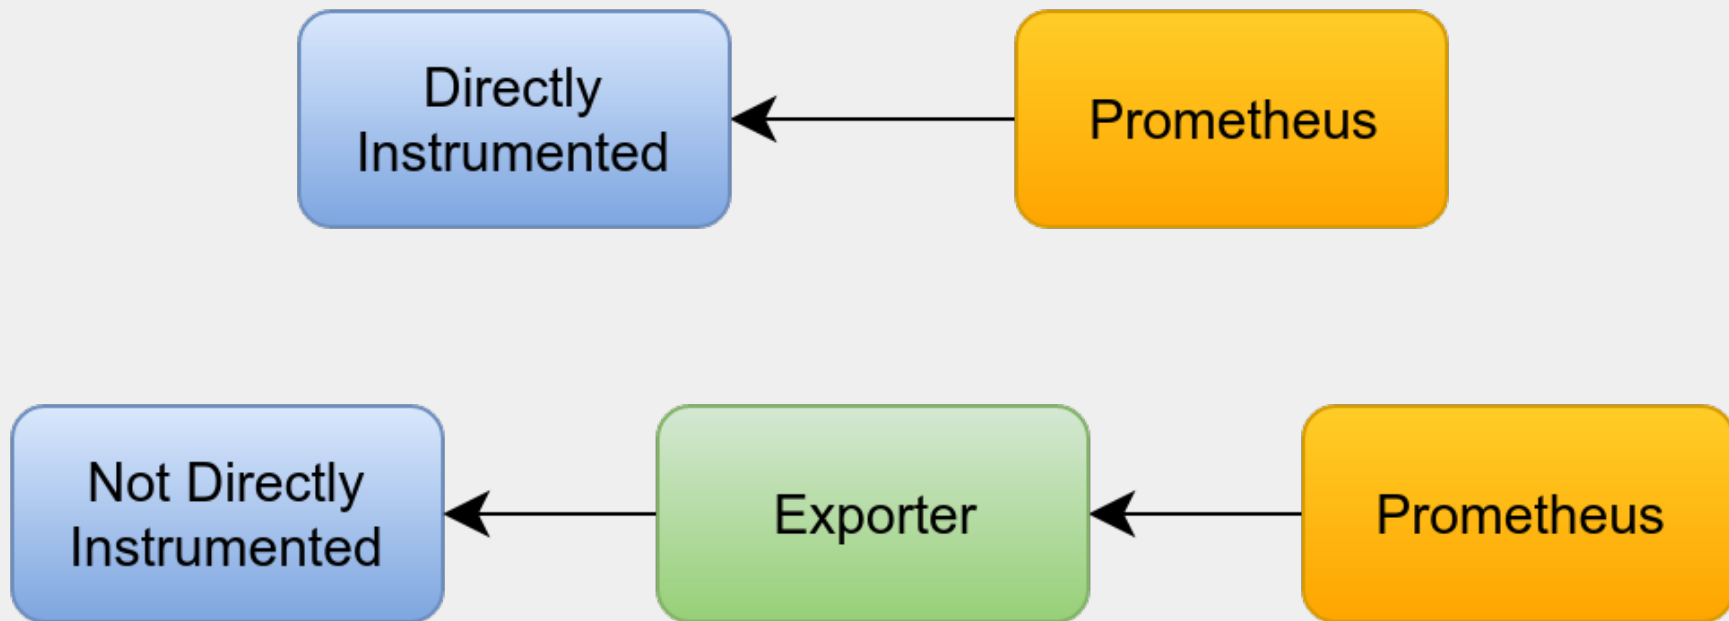 Directly
Instrumented
Prometheus
Not Directly
Instrumented
Exporter
Prometheus